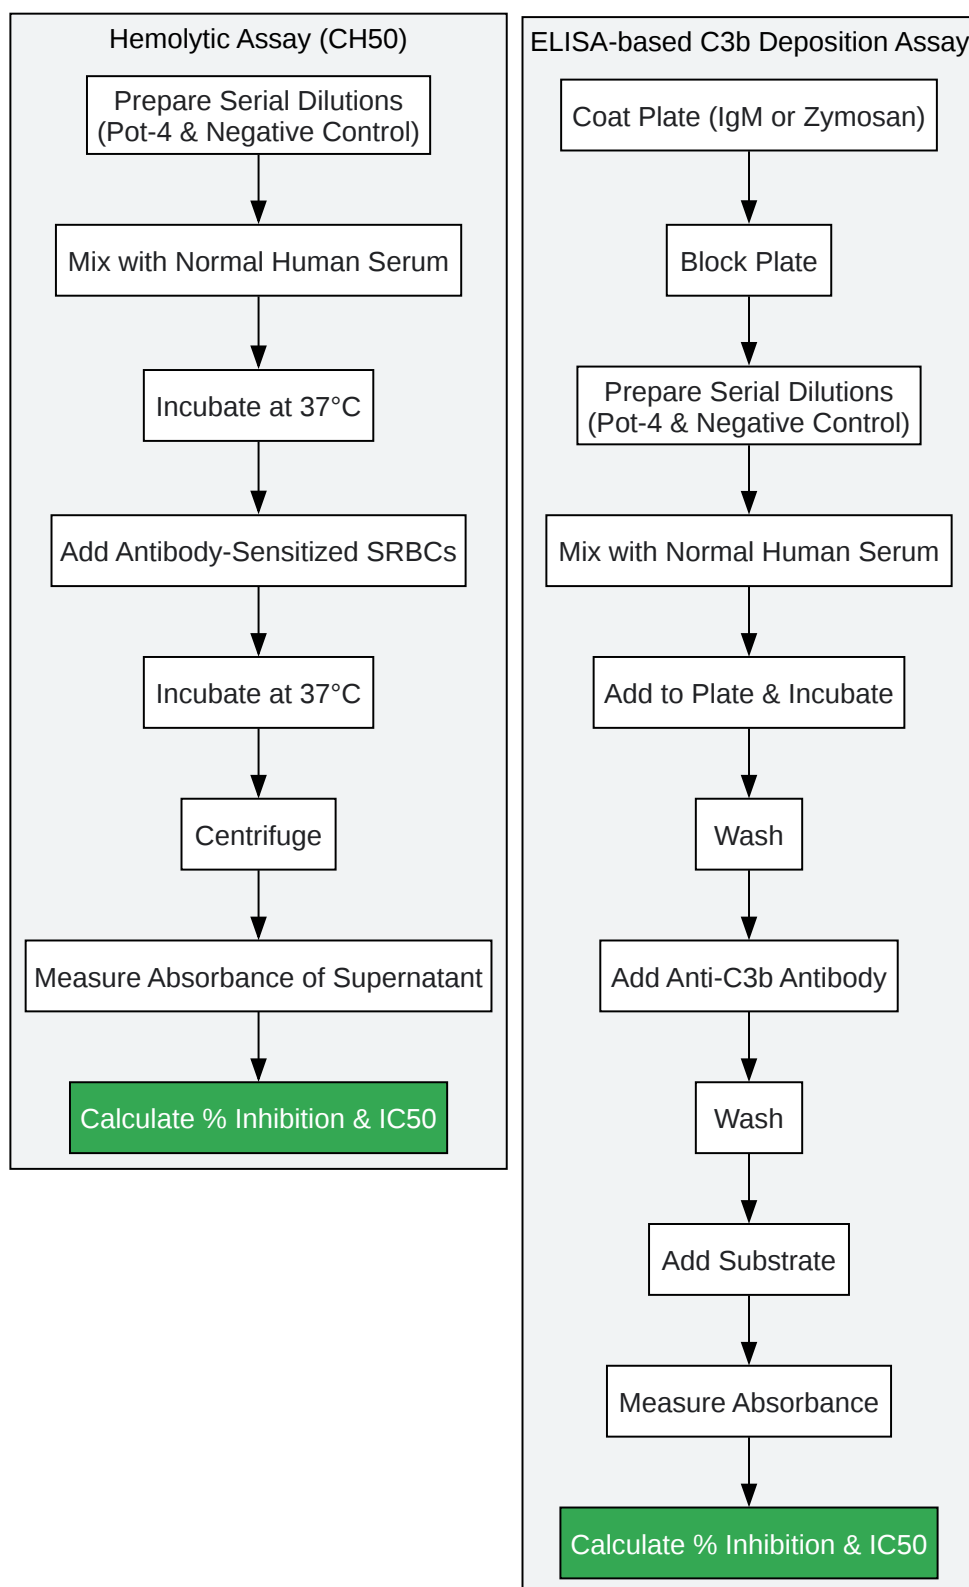 Hemolytic Assay (CH50)
Prepare Serial Dilutions
(Pot-4 & Negative Control)
Mix with Normal Human Serum
Incubate at 37°C
Add Antibody-Sensitized SRBCs
Incubate at 37°C
Centrifuge
Measure Absorbance of Supernatant
Calculate % Inhibition & IC50
ELISA-based C3b Deposition Assay
Coat Plate (IgM or Zymosan)
Block Plate
Prepare Serial Dilutions
(Pot-4 & Negative Control)
Mix with Normal Human Serum
Add to Plate & Incubate
Wash
Add Anti-C3b Antibody
Wash
Add Substrate
Measure Absorbance
Calculate % Inhibition & IC50